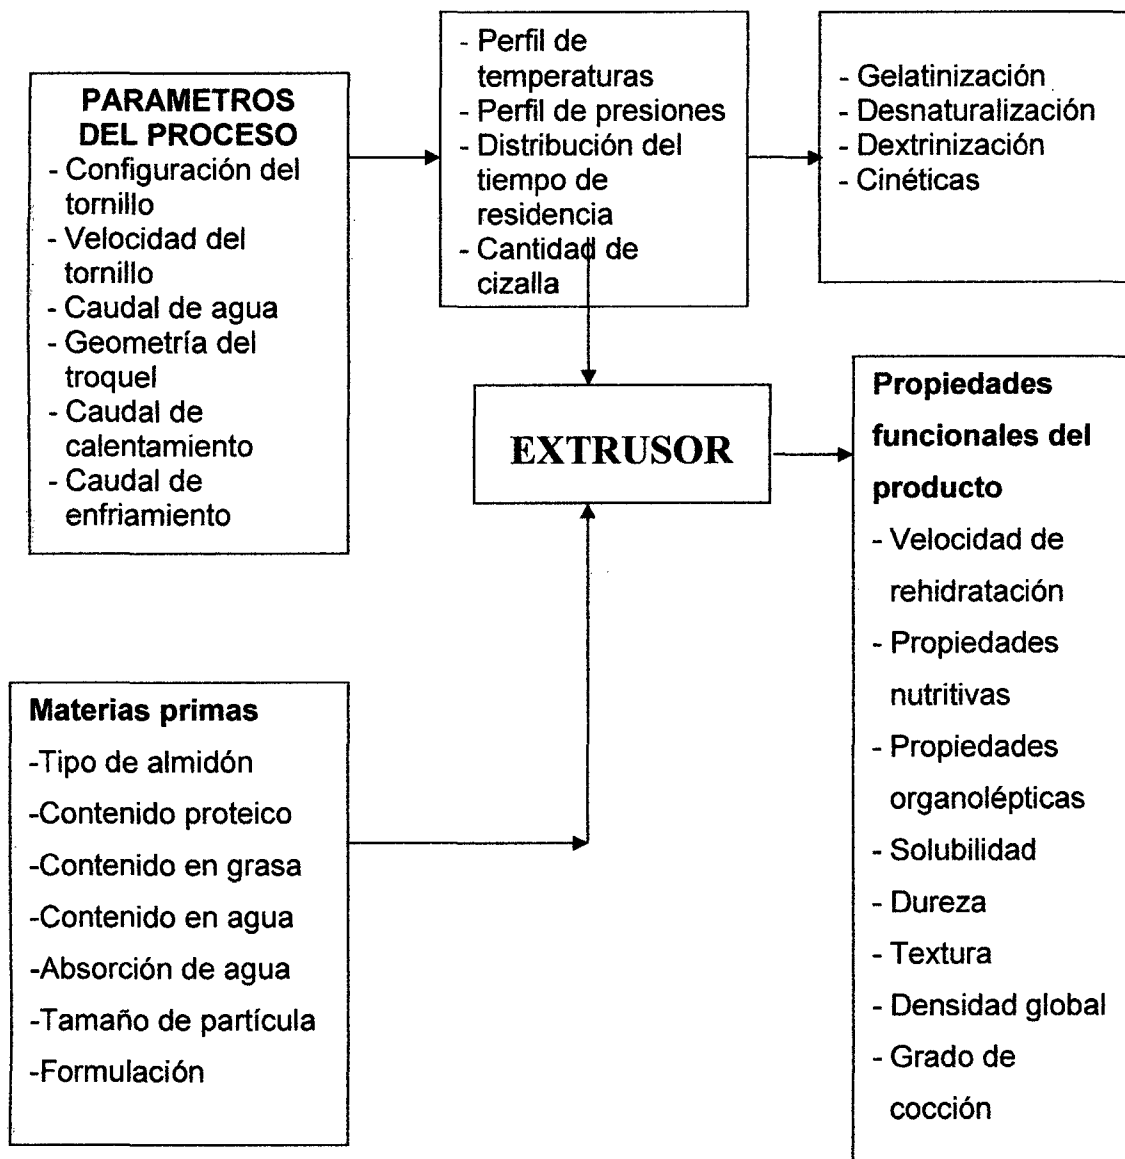 PARAMETROS
DEL PROCESO
- Configuración del
tornillo
- Velocidad del
tornillo
- Caudal de agua
- Geometría del
troquel
- Caudal de
calentamiento
- Caudal de
enfriamiento
- Perfil de
temperaturas
- Perfil de presiones
- Distribución del
tiempo de
residencia
- Cantidad de
cizalla
- Gelatinización
- Desnaturalización
- Dextrinización
- Cinéticas
EXTRUSOR
Propiedades
funcionales del
producto
- Velocidad de
rehidratación
- Propiedades
nutritivas
- Propiedades
organolépticas
- Solubilidad
- Dureza
- Textura
- Densidad global
- Grado de
cocción
Materias primas
-Tipo de almidón
-Contenido proteico
-Contenido en grasa
-Contenido en agua
-Absorción de agua
-Tamaño de partícula
-Formulación